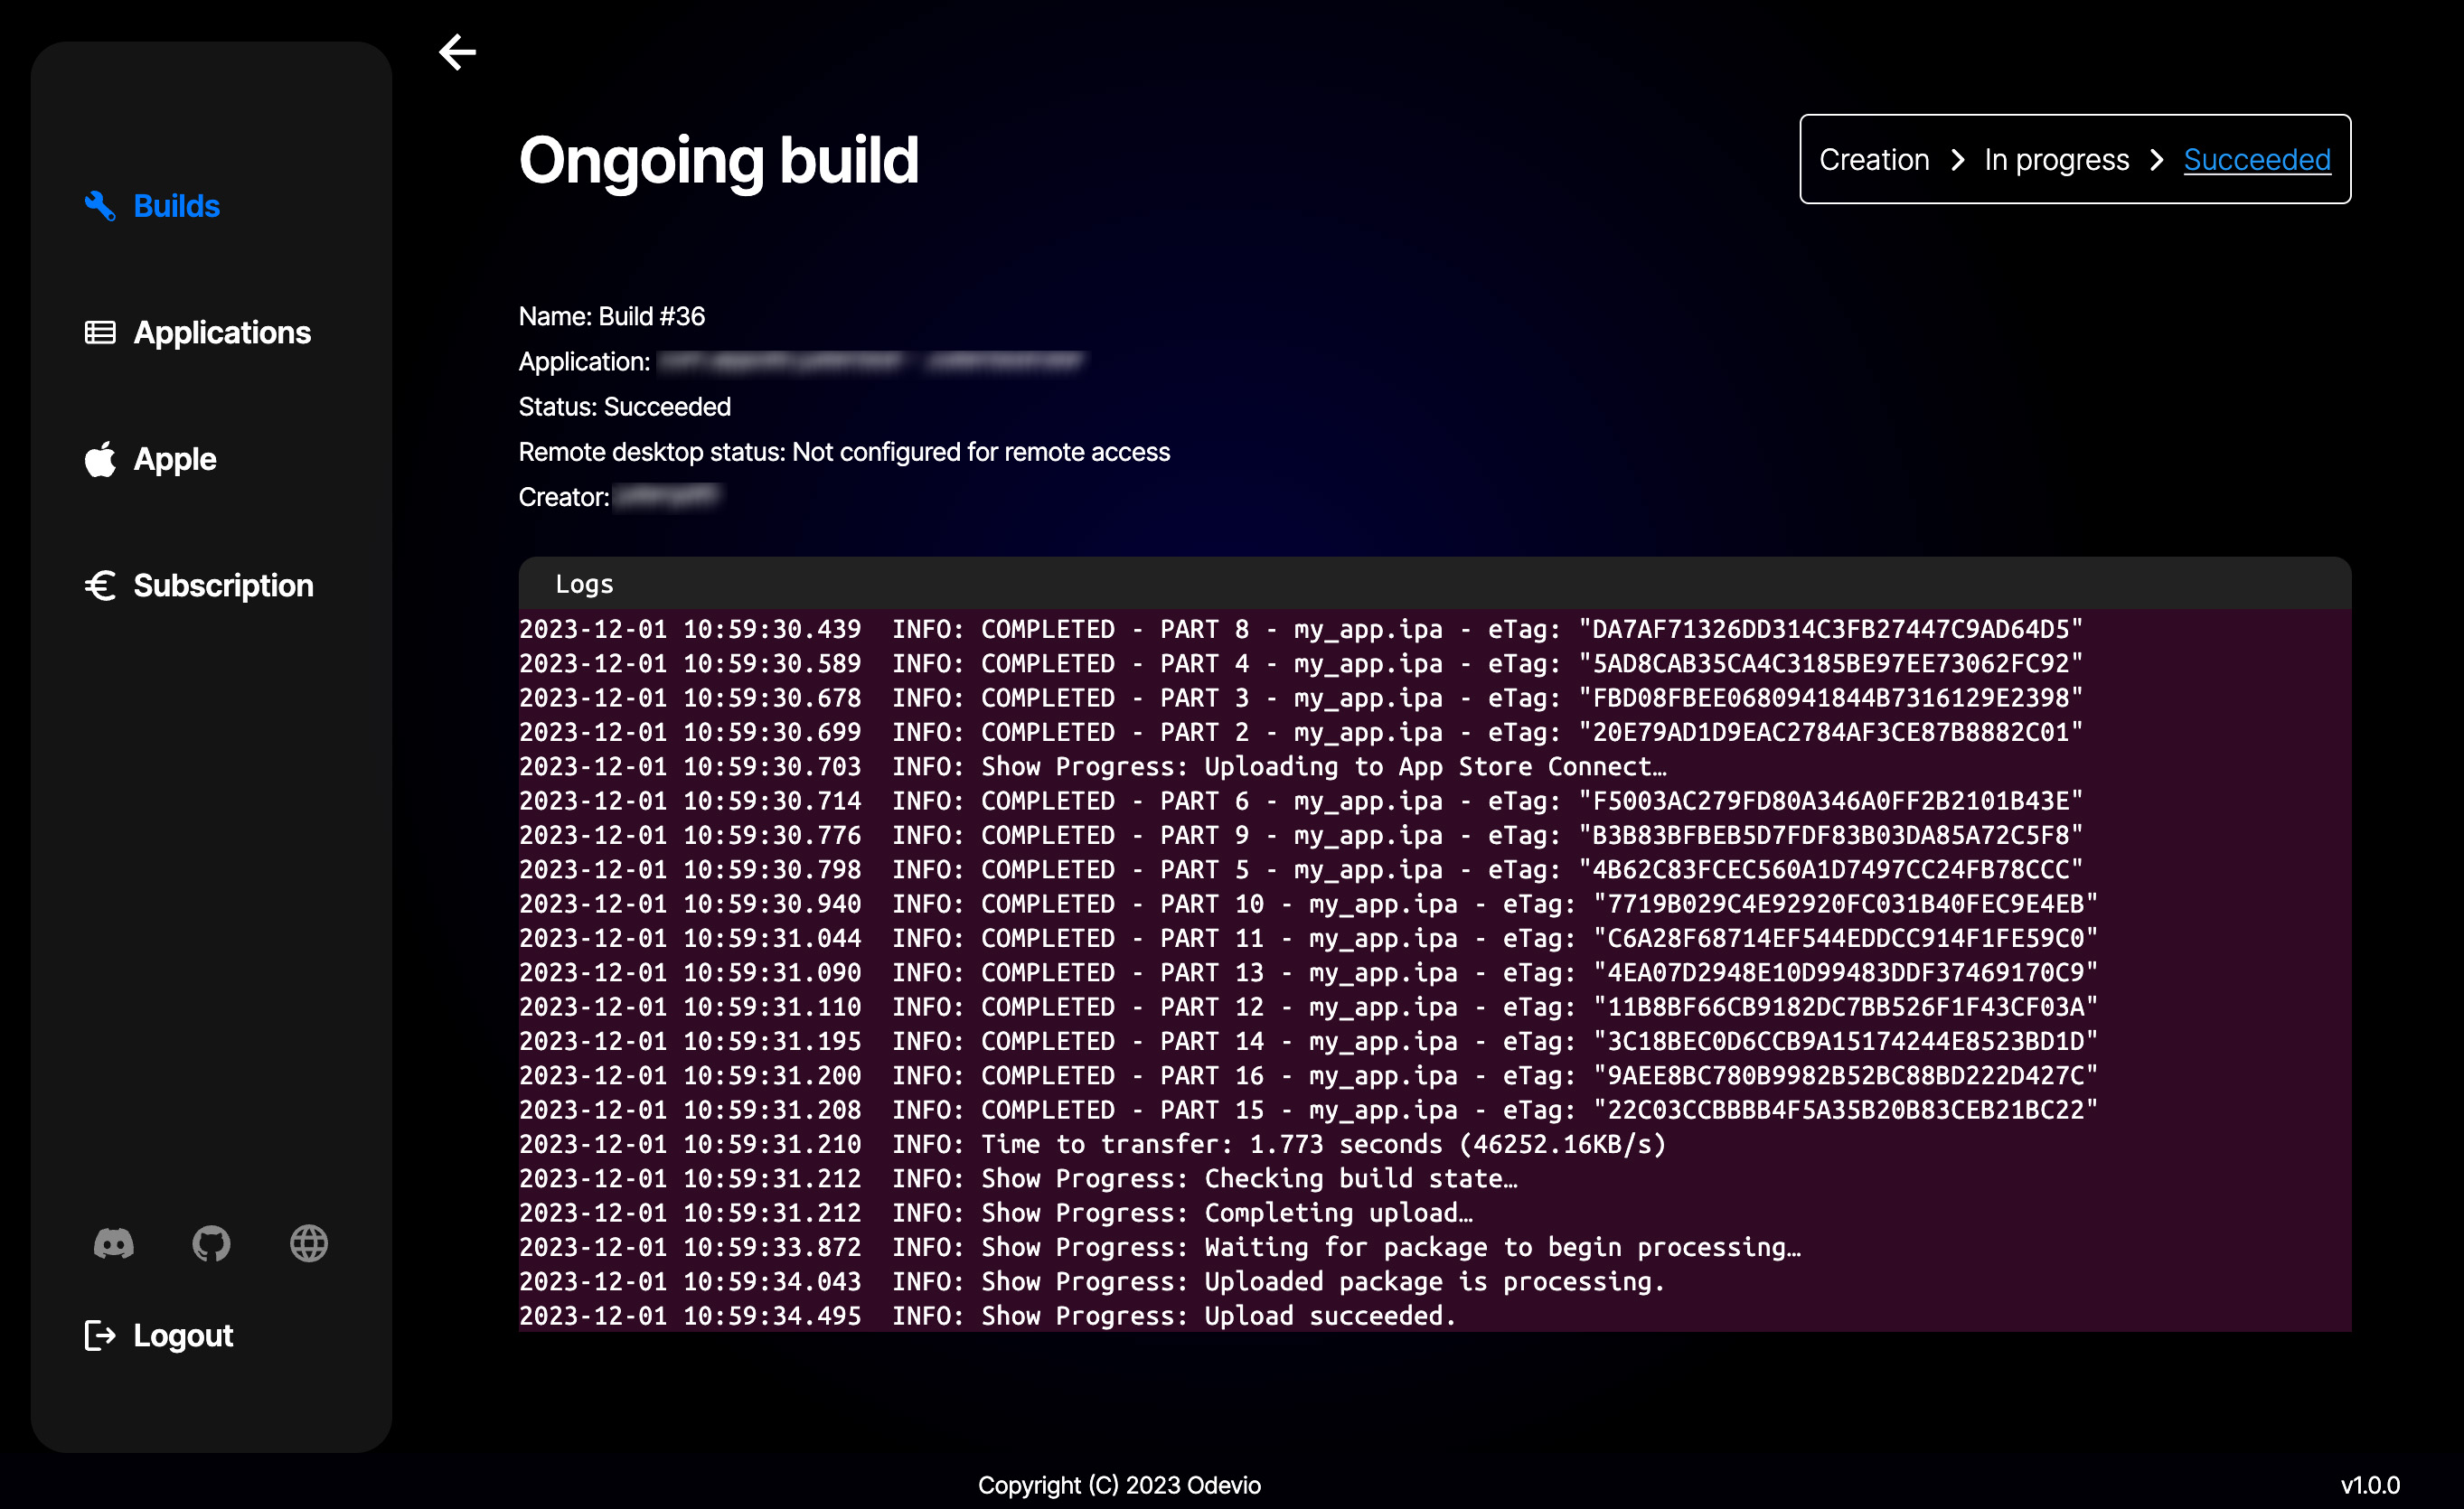 Builds
Applications
Apple
Subscription
Logout
Ongoing build
Creation > In progress > Succeeded
Name: Build #36
Application:
Status: Succeeded
Remote desktop status: Not configured for remote access
Creator:
Logs
2023-12-01 10:59:30.439  INFO: COMPLETED - PART 8 - my_app.ipa - eTag: "DA7AF71326DD314C3FB27447C9AD64D5"
2023-12-01 10:59:30.589  INFO: COMPLETED - PART 4 - my_app.ipa - eTag: "5AD8CAB35CA4C3185BE97EE73062FC92"
2023-12-01 10:59:30.678  INFO: COMPLETED - PART 3 - my_app.ipa - eTag: "FBD08FBEE0680941844B7316129E2398"
2023-12-01 10:59:30.699  INFO: COMPLETED - PART 2 - my_app.ipa - eTag: "20E79AD1D9EAC2784AF3CE87B8882C01"
2023-12-01 10:59:30.703  INFO: Show Progress: Uploading to App Store Connect…
2023-12-01 10:59:30.714  INFO: COMPLETED - PART 6 - my_app.ipa - eTag: "F5003AC279FD80A346A0FF2B2101B43E"
2023-12-01 10:59:30.776  INFO: COMPLETED - PART 9 - my_app.ipa - eTag: "B3B83BFBEB5D7FDF83B03DA85A72C5F8"
2023-12-01 10:59:30.798  INFO: COMPLETED - PART 5 - my_app.ipa - eTag: "4B62C83FCEC560A1D7497CC24FB78CCC"
2023-12-01 10:59:30.940  INFO: COMPLETED - PART 10 - my_app.ipa - eTag: "7719B029C4E92920FC031B40FEC9E4EB"
2023-12-01 10:59:31.044  INFO: COMPLETED - PART 11 - my_app.ipa - eTag: "C6A28F68714EF544EDDCC914F1FE59C0"
2023-12-01 10:59:31.090  INFO: COMPLETED - PART 13 - my_app.ipa - eTag: "4EA07D2948E10D99483DDF37469170C9"
2023-12-01 10:59:31.110  INFO: COMPLETED - PART 12 - my_app.ipa - eTag: "11B8BF66CB9182DC7BB526F1F43CF03A"
2023-12-01 10:59:31.195  INFO: COMPLETED - PART 14 - my_app.ipa - eTag: "3C18BEC0D6CCB9A15174244E8523BD1D"
2023-12-01 10:59:31.200  INFO: COMPLETED - PART 16 - my_app.ipa - eTag: "9AEE8BC780B9982B52BC88BD222D427C"
2023-12-01 10:59:31.208  INFO: COMPLETED - PART 15 - my_app.ipa - eTag: "22C03CCBBBB4F5A35B20B83CEB21BC22"
2023-12-01 10:59:31.210  INFO: Time to transfer: 1.773 seconds (46252.16KB/s)
2023-12-01 10:59:31.212  INFO: Show Progress: Checking build state…
2023-12-01 10:59:31.212  INFO: Show Progress: Completing upload…
2023-12-01 10:59:33.872  INFO: Show Progress: Waiting for package to begin processing…
2023-12-01 10:59:34.043  INFO: Show Progress: Uploaded package is processing.
2023-12-01 10:59:34.495  INFO: Show Progress: Upload succeeded.
Copyright (C) 2023 Odevio
v1.0.0